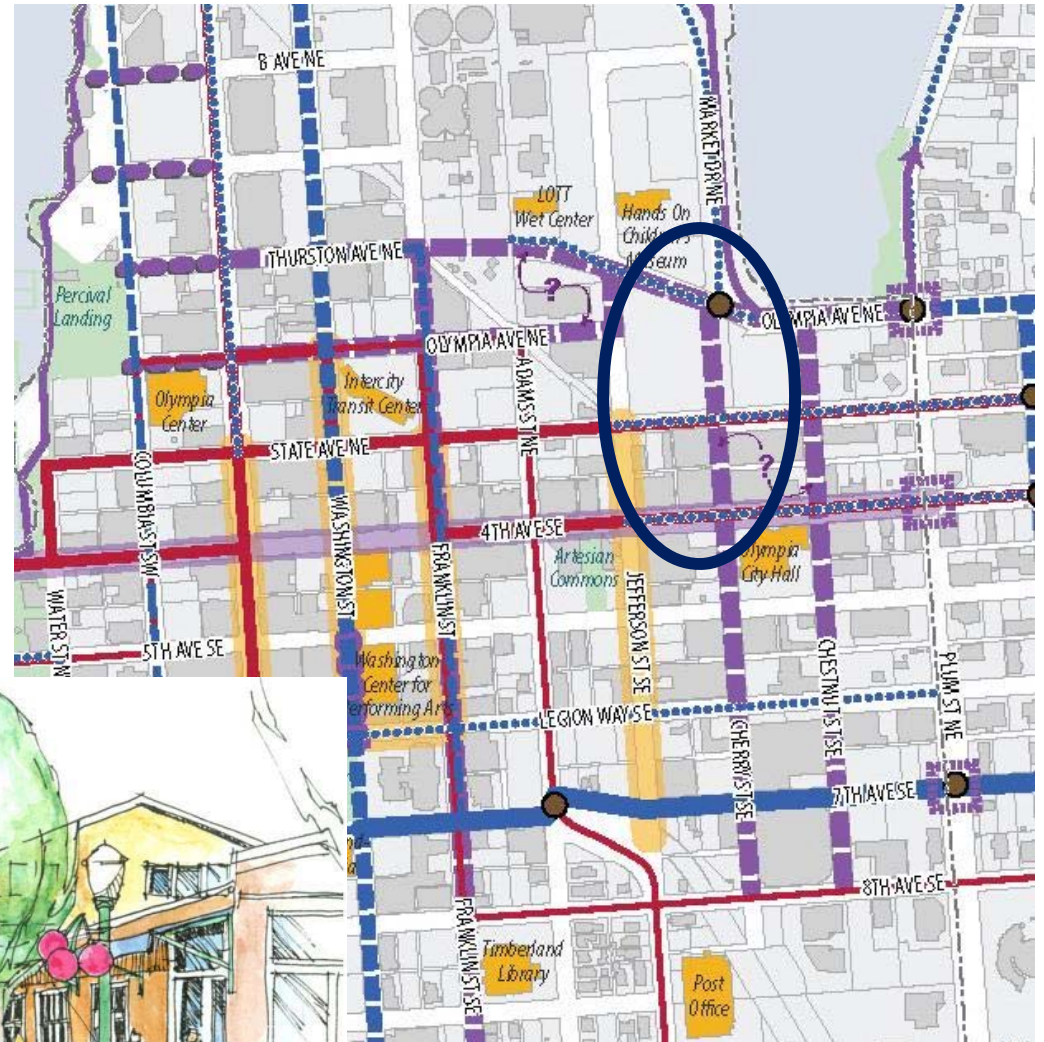 B AVE NE
MARKET DR NE
LOTT
Wet Center
Hands On
Children's
Museum
THURSTON AVE NE
Percival
Landing
?
OLYMPIA AVE NE
OLYMPIA AVE NE
Intercity
Transit Center
Olympia
Center
ADAMS ST NE
STATE AVE NE
COLUMBIA ST SW
WASHINGTON ST
FRANKLIN ST
?
4TH AVE SE
Artesian
Commons
Olympia
City Hall
JEFFERSON ST SE
WATER ST N
5TH AVE SE
CHESTNUT ST SE
PLUM ST NE
Washington
Center for
Performing Arts
LEGION WAY SE
CHERRY ST SE
7TH AVE SE
8TH AVE SE
FRANKLIN ST SE
Timberland
Library
Post
Office